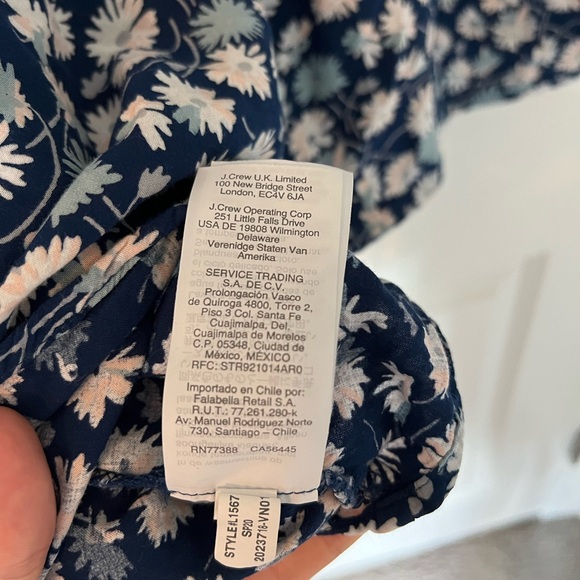 J.Crew U.K. Limited
100 New Bridge Street
London, EC4V 6JA
J.Crew Operating Corp
251 Little Falls Drive
USA DE 19808 Wilmington
Delaware
Verenidge Staten Van
Amerika
SERVICE TRADING
S.A. DE C.V.
Prolongación Vasco
de Quiroga 4800, Torre 2,
Piso 3 Col. Santa Fe
Cuajimalpa, Del.
Cuajimalpa de Morelos
C.P. 05348, Ciudad de
México, MÉXICO
RFC: STR921014AR0
Importado en Chile por:
Falabella Retail S.A.
R.U.T.: 77.261.280-k
Av: Manuel Rodriguez Norte
730, Santiago – Chile
RN77388 CA56445
STYLE#L1567
SP20
2023718-VN01